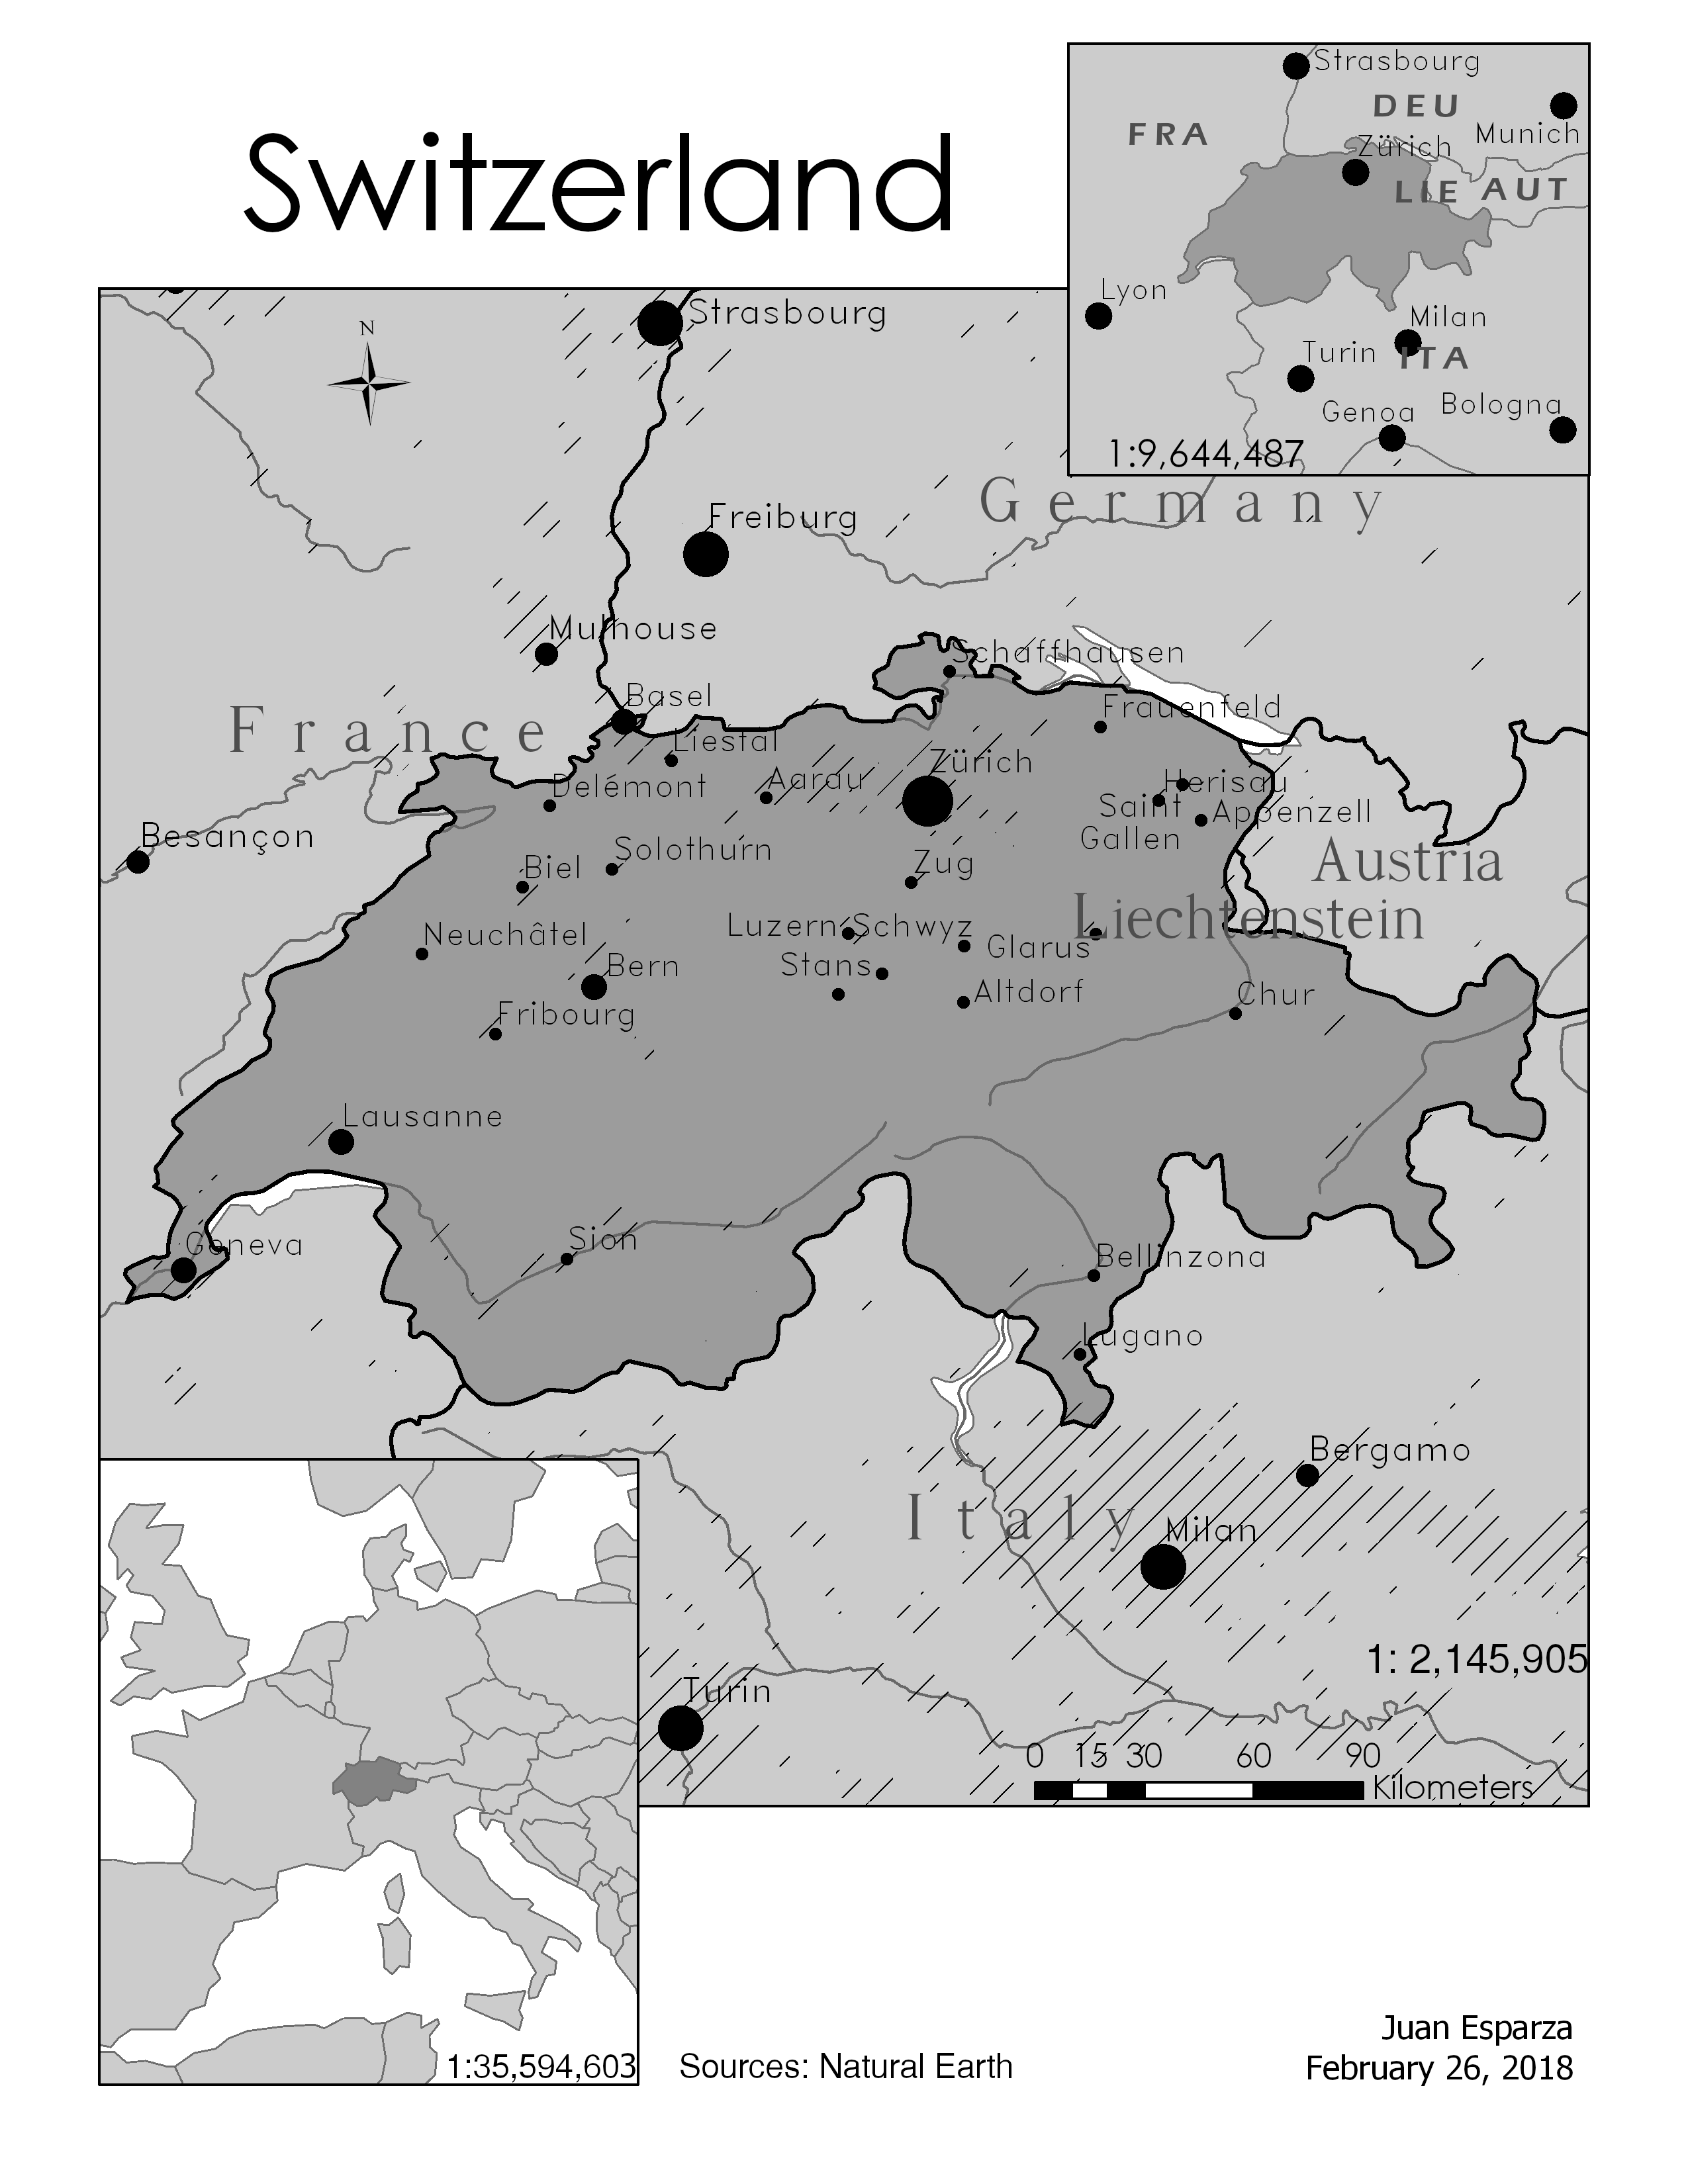 Switzerland
Strasbourg
DEU
FRA
Munich
Zürich
LIE AUT
Lyon
Milan
Turin
ITA
Genoa
Bologna
1:9,644,487
N
Strasbourg
Germany
Freiburg
Mulhouse
Schaffhausen
Basel
Frauenfeld
France
Liestal
Zürich
Delémont
Aarau
Herisau
Saint
Gallen
Appenzell
Besançon
Solothurn
Biel
Zug
Austria
Liechtenstein
Neuchâtel
Luzern
Schwyz
Glarus
Bern
Stans
Altdorf
Chur
Fribourg
Lausanne
Geneva
Sion
Bellinzona
Lugano
Bergamo
Italy
Milan
1: 2,145,905
Turin
0 15 30 60 90
Kilometers
1:35,594,603
Sources: Natural Earth
Juan Esparza
February 26, 2018